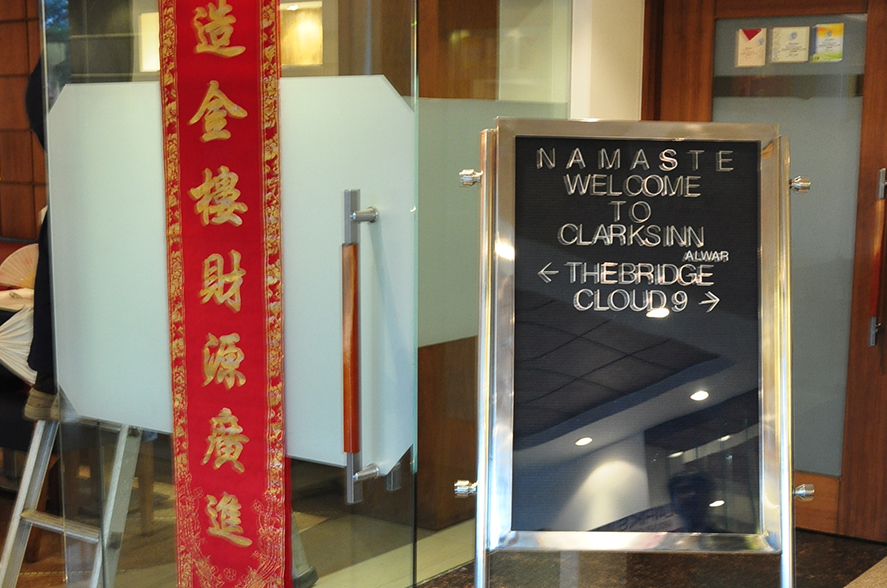 造金樓財源廣進
NAMASTE
WELCOME
TO
CLARKSINN
ALWAR
← THEBRIDGE
CLOUD 9 →